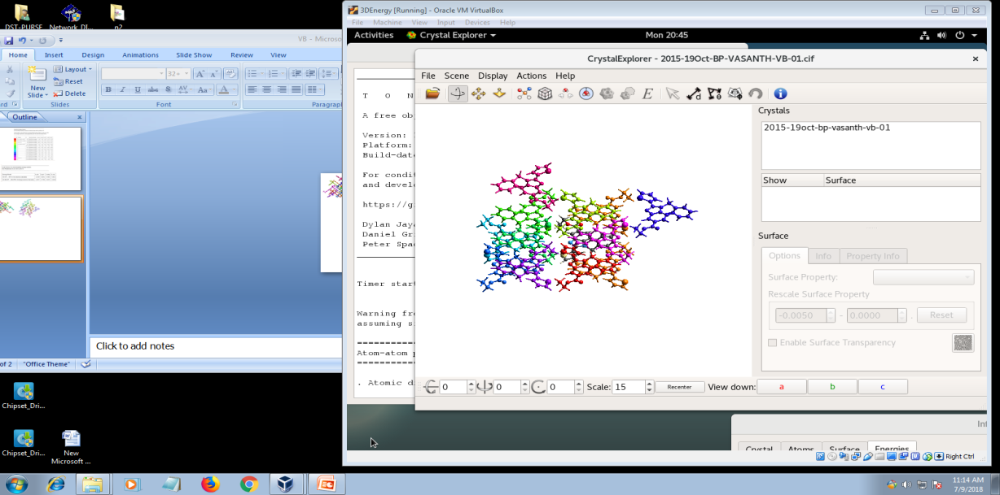 DST-PURSE
Network_DI...
n2
VB - Microso
Home Insert Design Animations Slide Show Review View
New
Slide
Layout
Reset
Delete
Slides
32
B I U abc S AV Aa A
Font
Paragrap
Outline
Click to add notes
of 2 "Office Theme"
Chipset_Dri...
Chipset_Dri...
New
Microsoft ...
3DEnergy [Running] - Oracle VM VirtualBox
File Machine View Input Devices Help
Activities Crystal Explorer Mon 20:45
T O N
A free ob
Version:
Platform:
Build-dat
For condit
and devel
https://g
Dylan Jay
Daniel Gr
Peter Spa
Timer start
Warning fr
assuming s
Atom-atom p
. Atomic d
CrystalExplorer - 2015-19Oct-BP-VASANTH-VB-01.cif
File Scene Display Actions Help
Crystals
2015-19oct-bp-vasanth-vb-01
Show Surface
Surface
Options Info Property Info
Surface Property:
Rescale Surface Property
-0.0050 - 0.0000 Reset
Enable Surface Transparency
0 0 0 Scale: 15 Recenter View down: a b c
Inf
Crystal Atoms Surface Energies
Right Ctrl
11:14 AM
7/9/2018